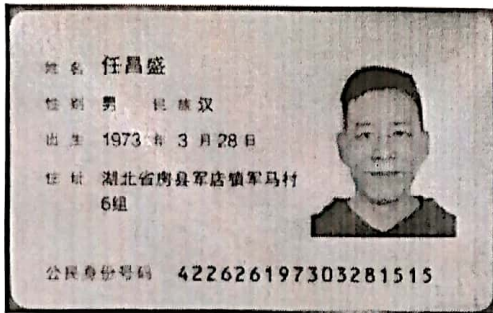 姓名 任昌盛
性别 男 民族 汉
出生 1973 年 3 月 28 日
住址 湖北省房县军店镇军马村
6组
公民身份号码 422626197303281515